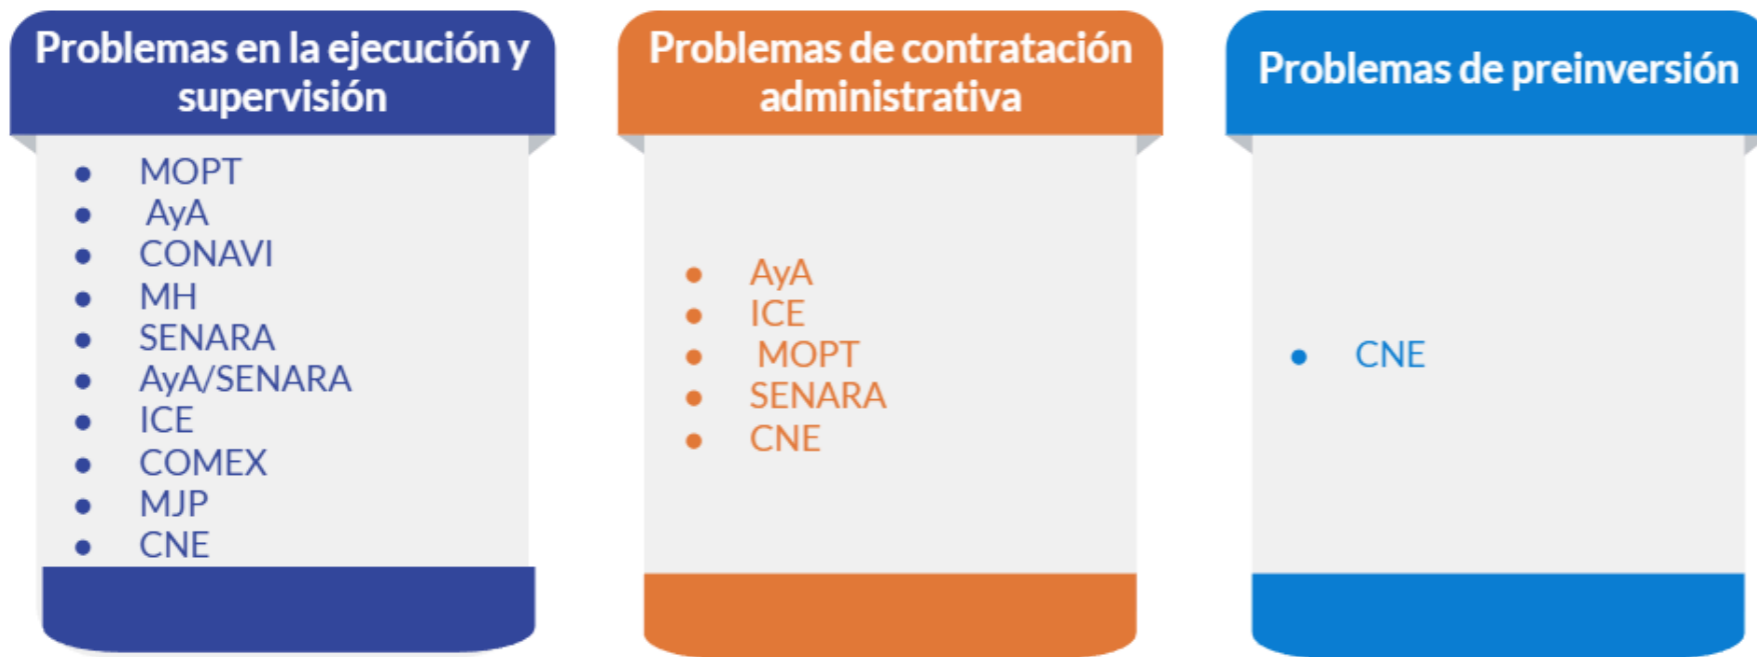 Problemas en la ejecución y
supervisión
● MOPT
● AyA
● CONAVI
● MH
● SENARA
● AyA/SENARA
● ICE
● COMEX
● MJP
● CNE
Problemas de contratación
administrativa
● AyA
● ICE
● MOPT
● SENARA
● CNE
Problemas de preinversión
● CNE